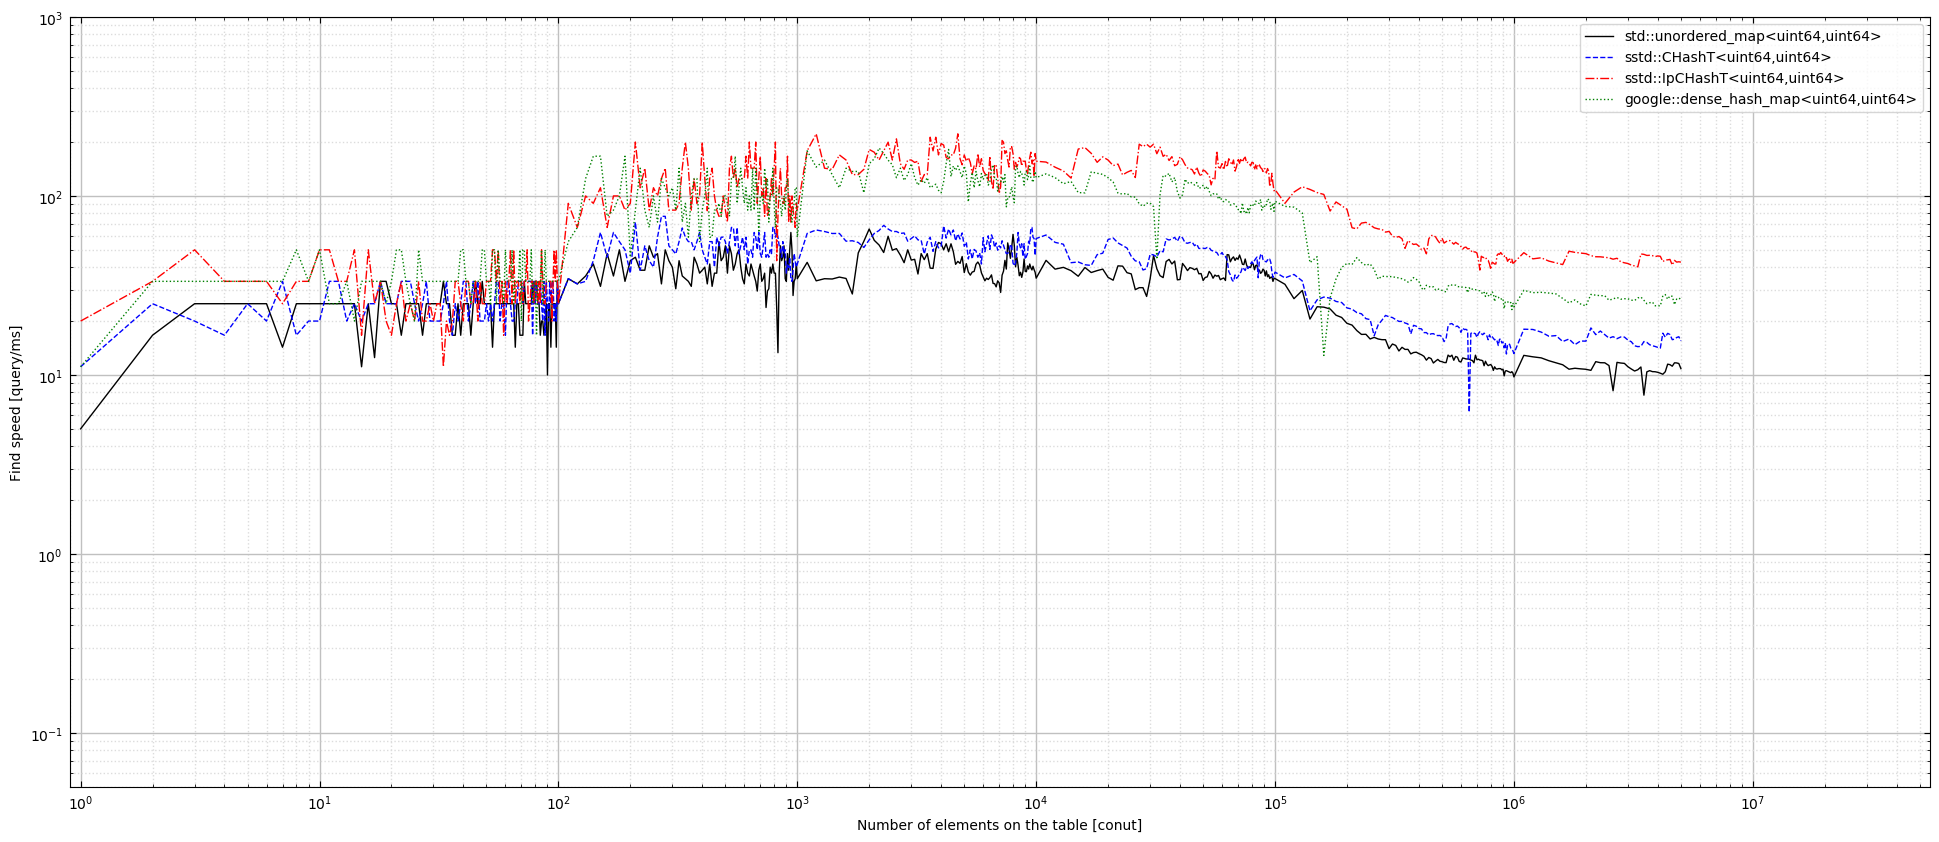 std::unordered_map<uint64,uint64>
sstd::CHashT<uint64,uint64>
sstd::IpCHashT<uint64,uint64>
google::dense_hash_map<uint64,uint64>
Find speed [query/ms]
10³
10²
10¹
10⁰
10⁻¹
10⁰ 10¹ 10² 10³ 10⁴ 10⁵ 10⁶ 10⁷
Number of elements on the table [conut]